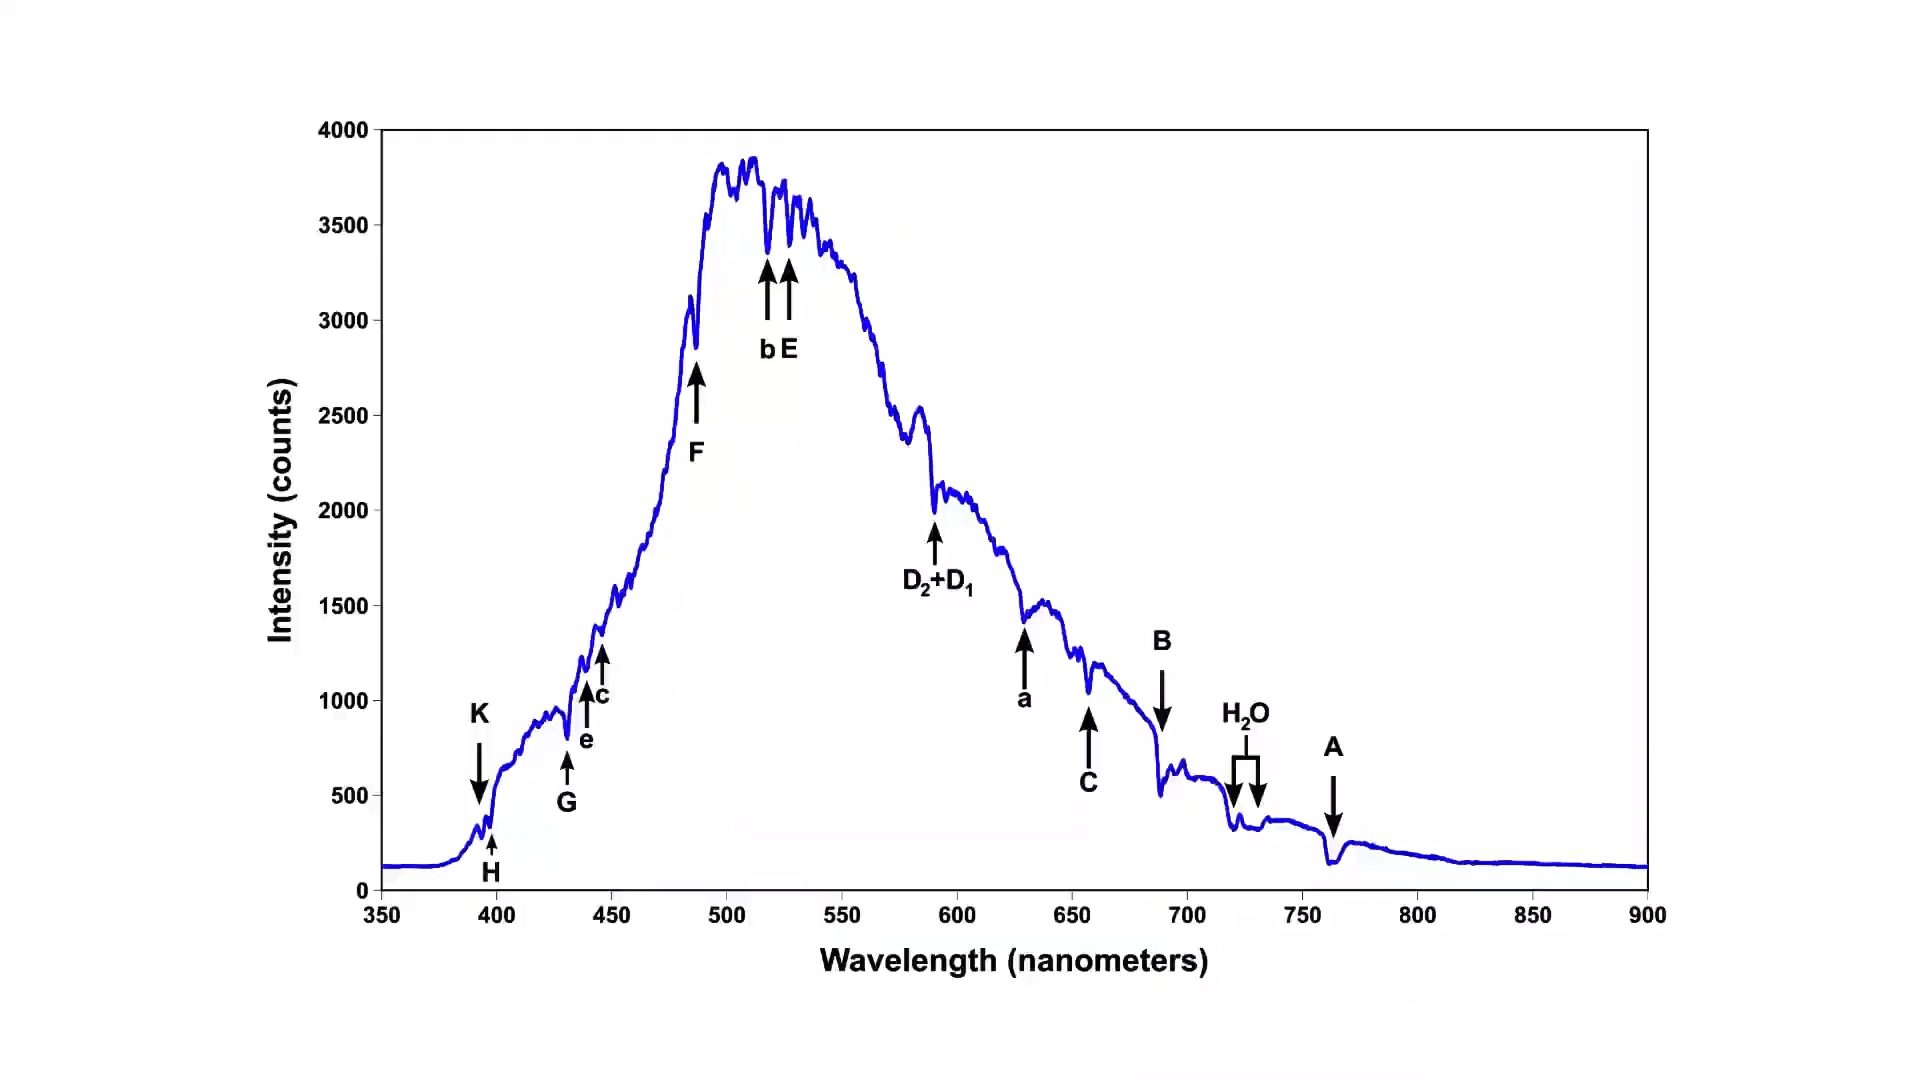 4000
3500
3000
2500
2000
1500
1000
500
0
Intensity (counts)
350 400 450 500 550 600 650 700 750 800 850 900
Wavelength (nanometers)
K
H
G
e
c
F
b E
D₂+D₁
a
C
B
H₂O
A